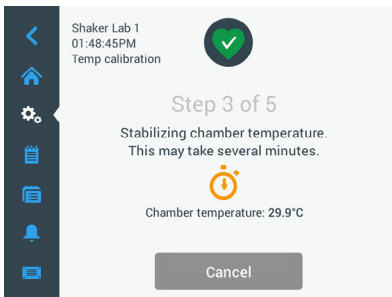 Shaker Lab 1
01:48:45PM
Temp calibration
Step 3 of 5
Stabilizing chamber temperature.
This may take several minutes.
Chamber temperature: 29.9°C
Cancel